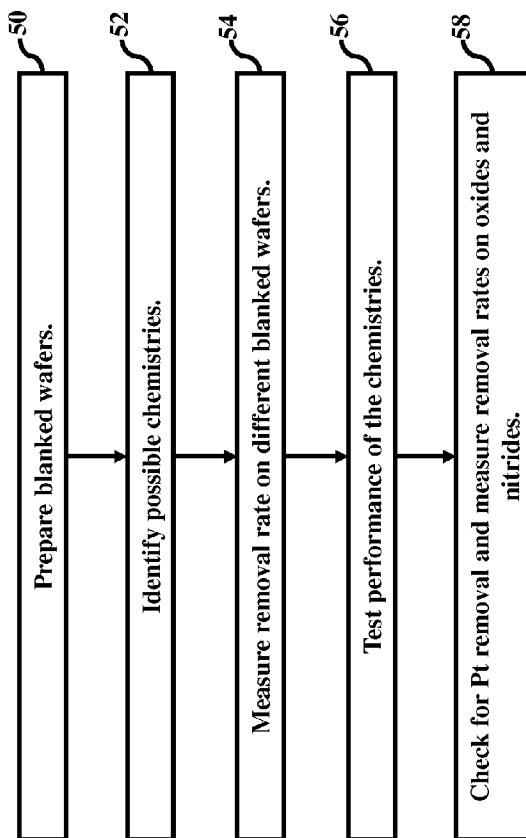 50
Prepare blanked wafers.
52
Identify possible chemistries.
54
Measure removal rate on different blanked wafers.
56
Test performance of the chemistries.
58
Check for Pt removal and measure removal rates on oxides and
nitrides.